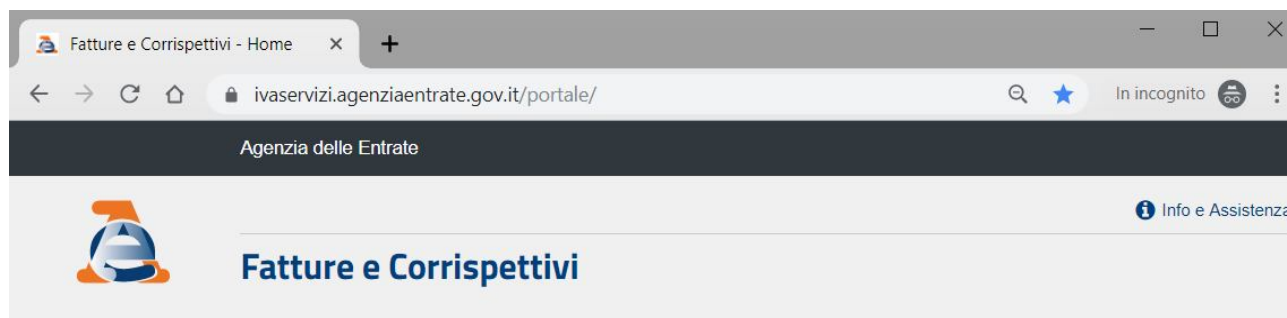 Fatture e Corrispettivi - Home
ivaservizi.agenziaentrate.gov.it/portale/
In incognito
Agenzia delle Entrate
Info e Assistenza
Fatture e Corrispettivi